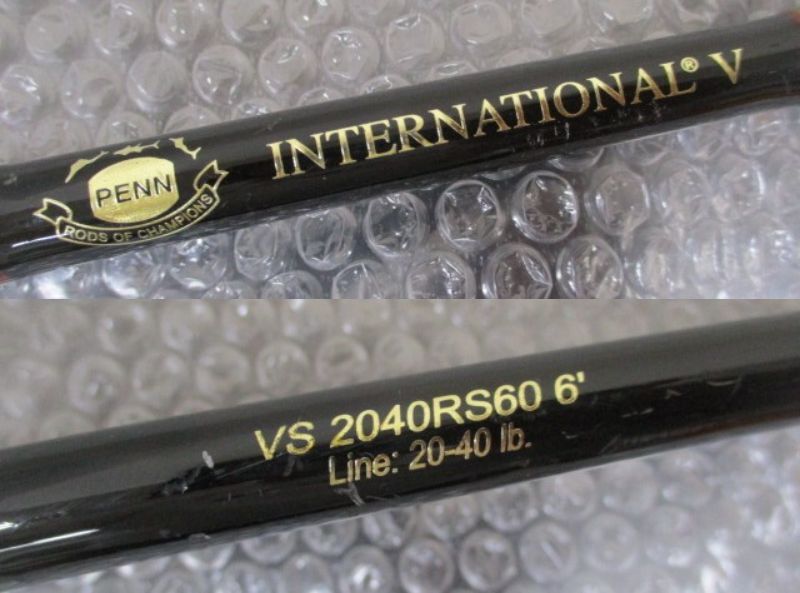 PENN
RODS OF CHAMPIONS
INTERNATIONAL® V
VS 2040RS60 6'
Line: 20-40 lb.